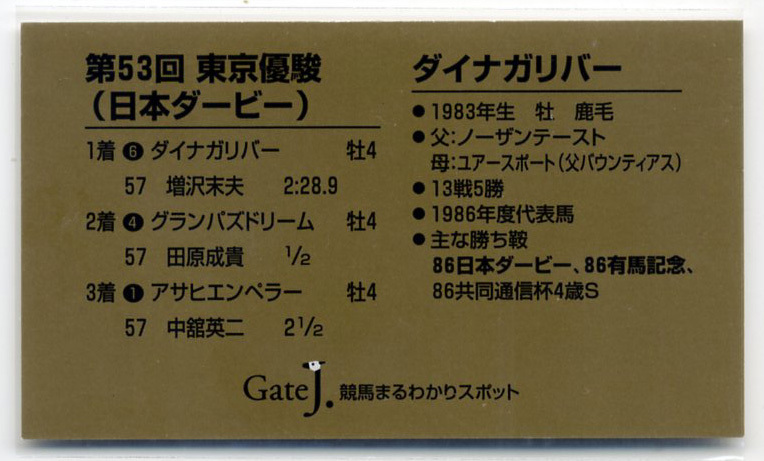 第53回 東京優駿
（日本ダービー）
1着 ❻ ダイナガリバー 牡4
57 増沢末夫 2:28.9
2着 ❹ グランパズドリーム 牡4
57 田原成貴 1/2
3着 ❶ アサヒエンペラー 牡4
57 中舘英二 2 1/2
ダイナガリバー
● 1983年生 牡 鹿毛
● 父:ノーザンテースト
母:ユアースポート(父バウンティアス)
● 13戦5勝
● 1986年度代表馬
● 主な勝ち鞍
86日本ダービー、86有馬記念、
86共同通信杯4歳S
Gate J. 競馬まるわかりスポット